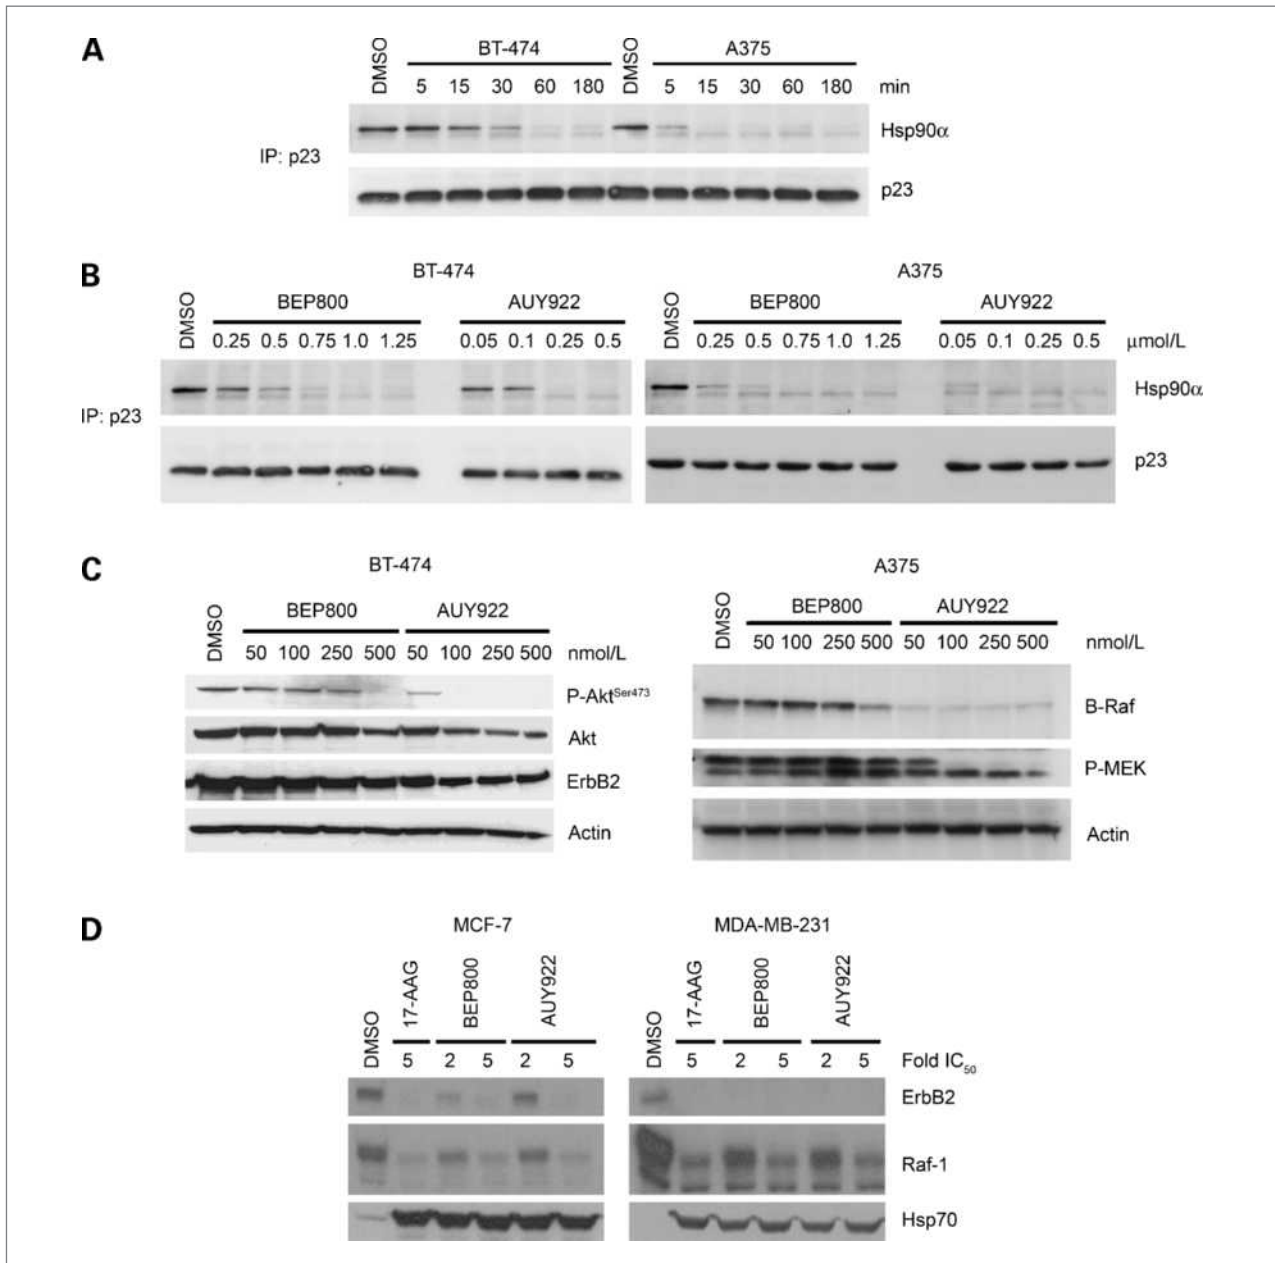 A
DMSO
BT-474
DMSO
A375
5 15 30 60 180 5 15 30 60 180 min
Hsp90α
IP: p23
p23
B
BT-474 A375
DMSO
BEP800 AUY922
DMSO
BEP800 AUY922
0.25 0.5 0.75 1.0 1.25 0.05 0.1 0.25 0.5 0.25 0.5 0.75 1.0 1.25 0.05 0.1 0.25 0.5 μmol/L
Hsp90α
IP: p23
p23
C
BT-474 A375
DMSO
BEP800 AUY922
DMSO
BEP800 AUY922
50 100 250 500 50 100 250 500 nmol/L 50 100 250 500 50 100 250 500 nmol/L
P-Akt^Ser473
Akt
ErbB2
Actin
B-Raf
P-MEK
Actin
D
MCF-7 MDA-MB-231
DMSO 17-AAG BEP800 AUY922 DMSO 17-AAG BEP800 AUY922
5 2 5 2 5 5 2 5 2 5 Fold IC₅₀
ErbB2
Raf-1
Hsp70